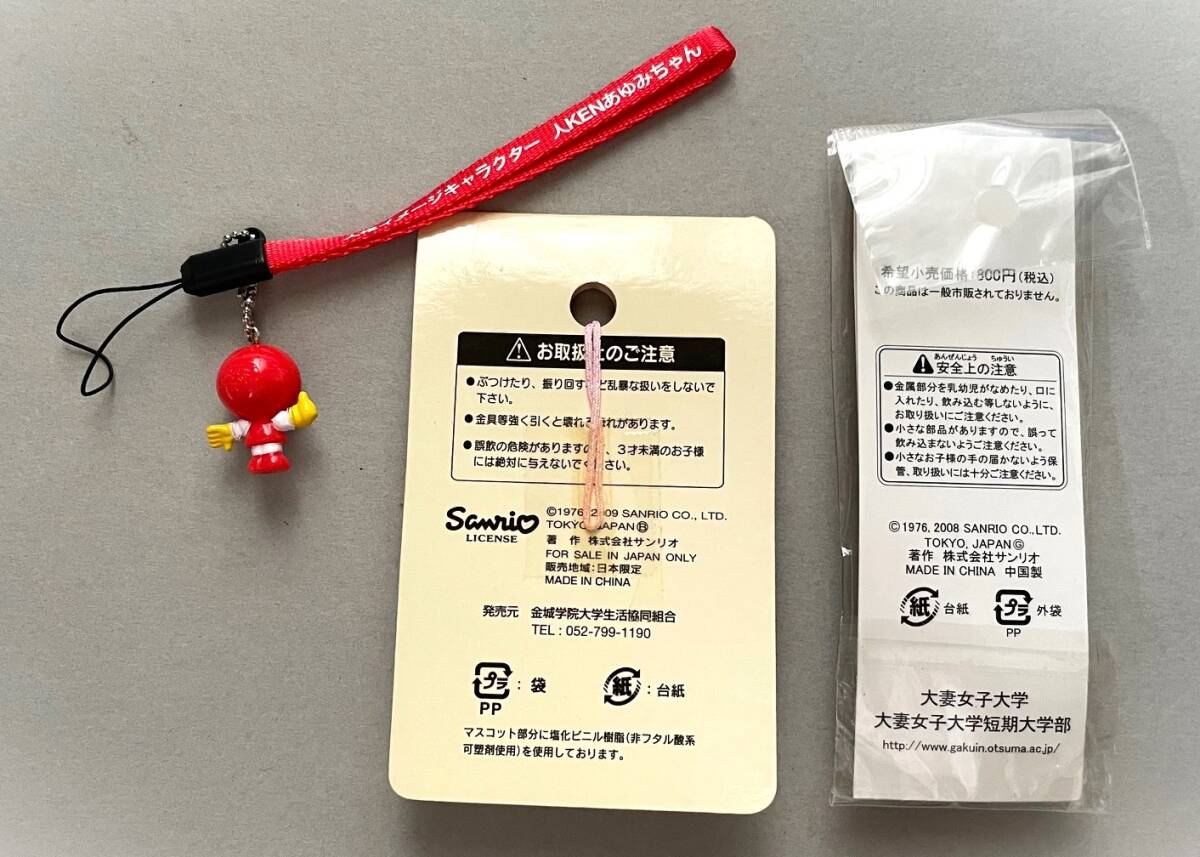 イメージキャラクター 人KENあゆみちゃん
お取扱上のご注意
●ぶつけたり、振り回すなど乱暴な扱いをしないで
下さい。
●金具等強く引くと壊れる恐れがあります。
●誤飲の危険がありますので、3才未満のお子様
には絶対に与えないでください。
Sanrio
LICENSE
©1976, 2009 SANRIO CO., LTD.
TOKYO, JAPAN Ⓑ
著 作 株式会社サンリオ
FOR SALE IN JAPAN ONLY
販売地域:日本限定
MADE IN CHINA
発売元 金城学院大学生活協同組合
TEL : 052-799-1190
プラ : 袋
PP
紙 : 台紙
マスコット部分に塩化ビニル樹脂(非フタル酸系
可塑剤使用)を使用しております。
希望小売価格:800円(税込)
この商品は一般市販されておりません。
あんぜんじょう ちゅうい
安全上の注意
●金属部分を乳幼児がなめたり、口に
入れたり、飲み込む等しないように、
お取り扱いにご注意ください。
●小さな部品がありますので、誤って
飲み込まないようご注意ください。
●小さなお子様の手の届かないよう保
管、取り扱いには十分ご注意ください。
©1976, 2008 SANRIO CO.,LTD.
TOKYO, JAPAN Ⓖ
著作 株式会社サンリオ
MADE IN CHINA 中国製
紙 台紙
プラ 外袋
PP
大妻女子大学
大妻女子大学短期大学部
http://www.gakuin.otsuma.ac.jp/